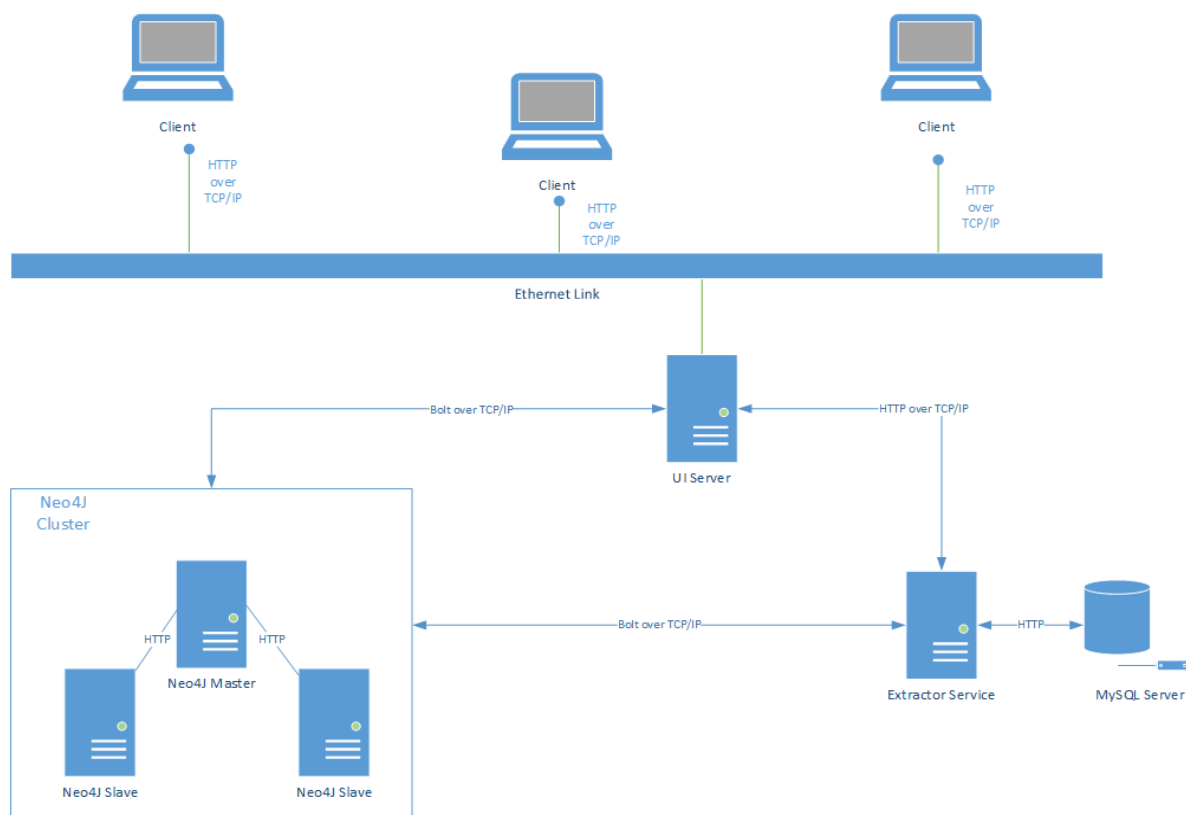 Client
HTTP
over
TCP/IP
Client
HTTP
over
TCP/IP
Client
HTTP
over
TCP/IP
Ethernet Link
Bolt over TCP/IP
HTTP over TCP/IP
UI Server
Neo4J
Cluster
HTTP
HTTP
Neo4J Master
Neo4J Slave
Neo4J Slave
Bolt over TCP/IP
HTTP
Extractor Service
MySQL Server